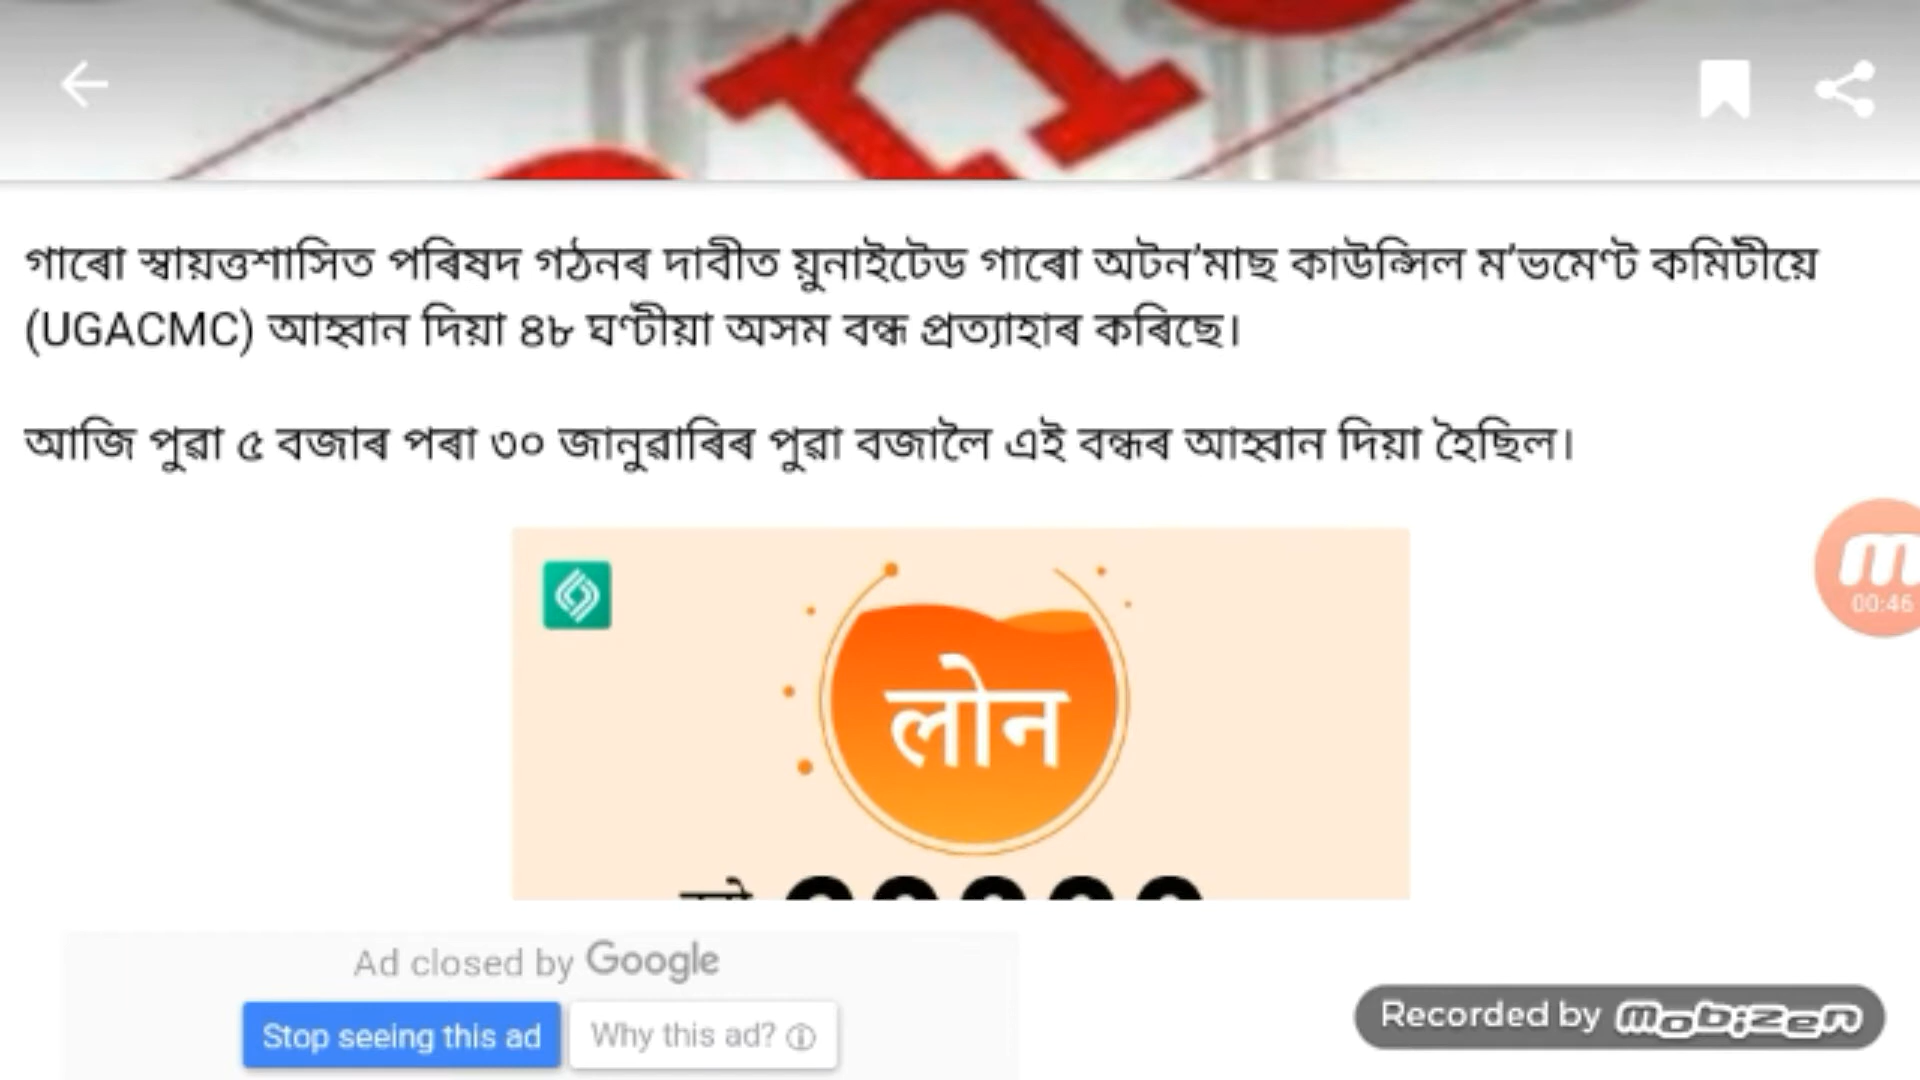 গাৰো স্বায়ত্তশাসিত পৰিষদ গঠনৰ দাবীত য়ুনাইটেড গাৰো অটন'মাছ কাউন্সিল ম'ভমেণ্ট কমিটীয়ে
(UGACMC) আহ্বান দিয়া ৪৮ ঘণ্টীয়া অসম বন্ধ প্ৰত্যাহাৰ কৰিছে।
আজি পুৱা ৫ বজাৰ পৰা ৩০ জানুৱাৰিৰ পুৱা বজালৈ এই বন্ধৰ আহ্বান দিয়া হৈছিল।
m
00:46
लोन
Ad closed by Google
Stop seeing this ad
Why this ad?
Recorded by mobizen